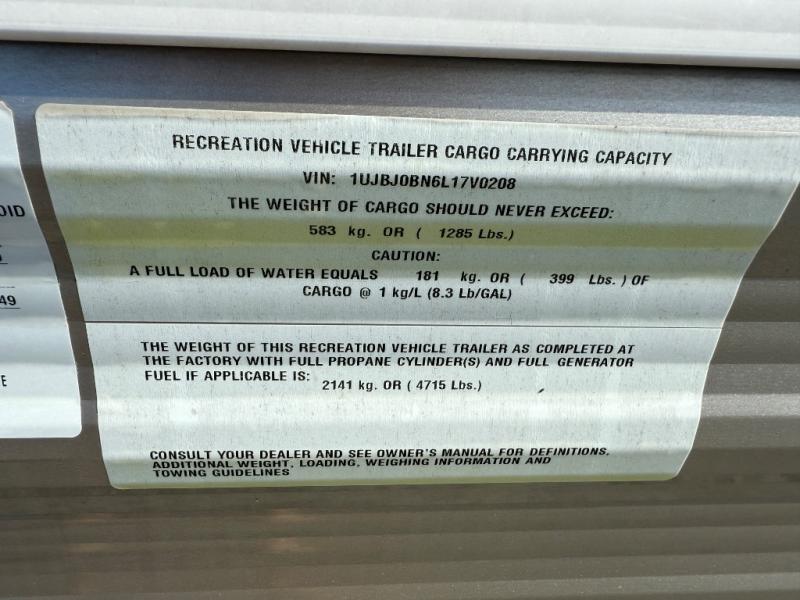 RECREATION VEHICLE TRAILER CARGO CARRYING CAPACITY
VIN: 1UJBJ0BN6L17V0208
THE WEIGHT OF CARGO SHOULD NEVER EXCEED:
583 kg. OR ( 1285 Lbs.)
CAUTION:
A FULL LOAD OF WATER EQUALS 181 kg. OR ( 399 Lbs. ) OF
CARGO @ 1 kg/L (8.3 Lb/GAL)
THE WEIGHT OF THIS RECREATION VEHICLE TRAILER AS COMPLETED AT
THE FACTORY WITH FULL PROPANE CYLINDER(S) AND FULL GENERATOR
FUEL IF APPLICABLE IS:
2141 kg. OR ( 4715 Lbs.)
CONSULT YOUR DEALER AND SEE OWNER'S MANUAL FOR DEFINITIONS,
ADDITIONAL WEIGHT, LOADING, WEIGHING INFORMATION AND
TOWING GUIDELINES
OID
49
E